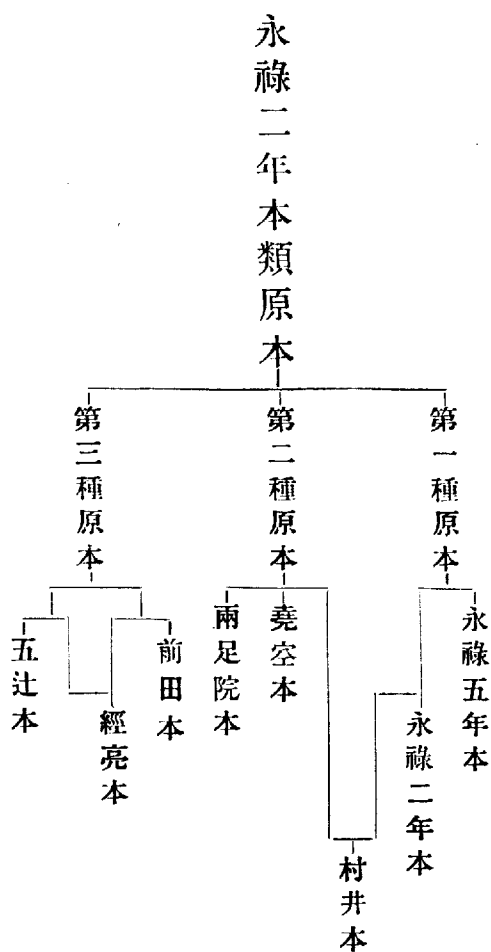 永祿二年本類原本
第一種原本
第二種原本
第三種原本
永祿五年本
永祿二年本
村井本
堯空本
兩足院本
前田本
經亮本
五辻本